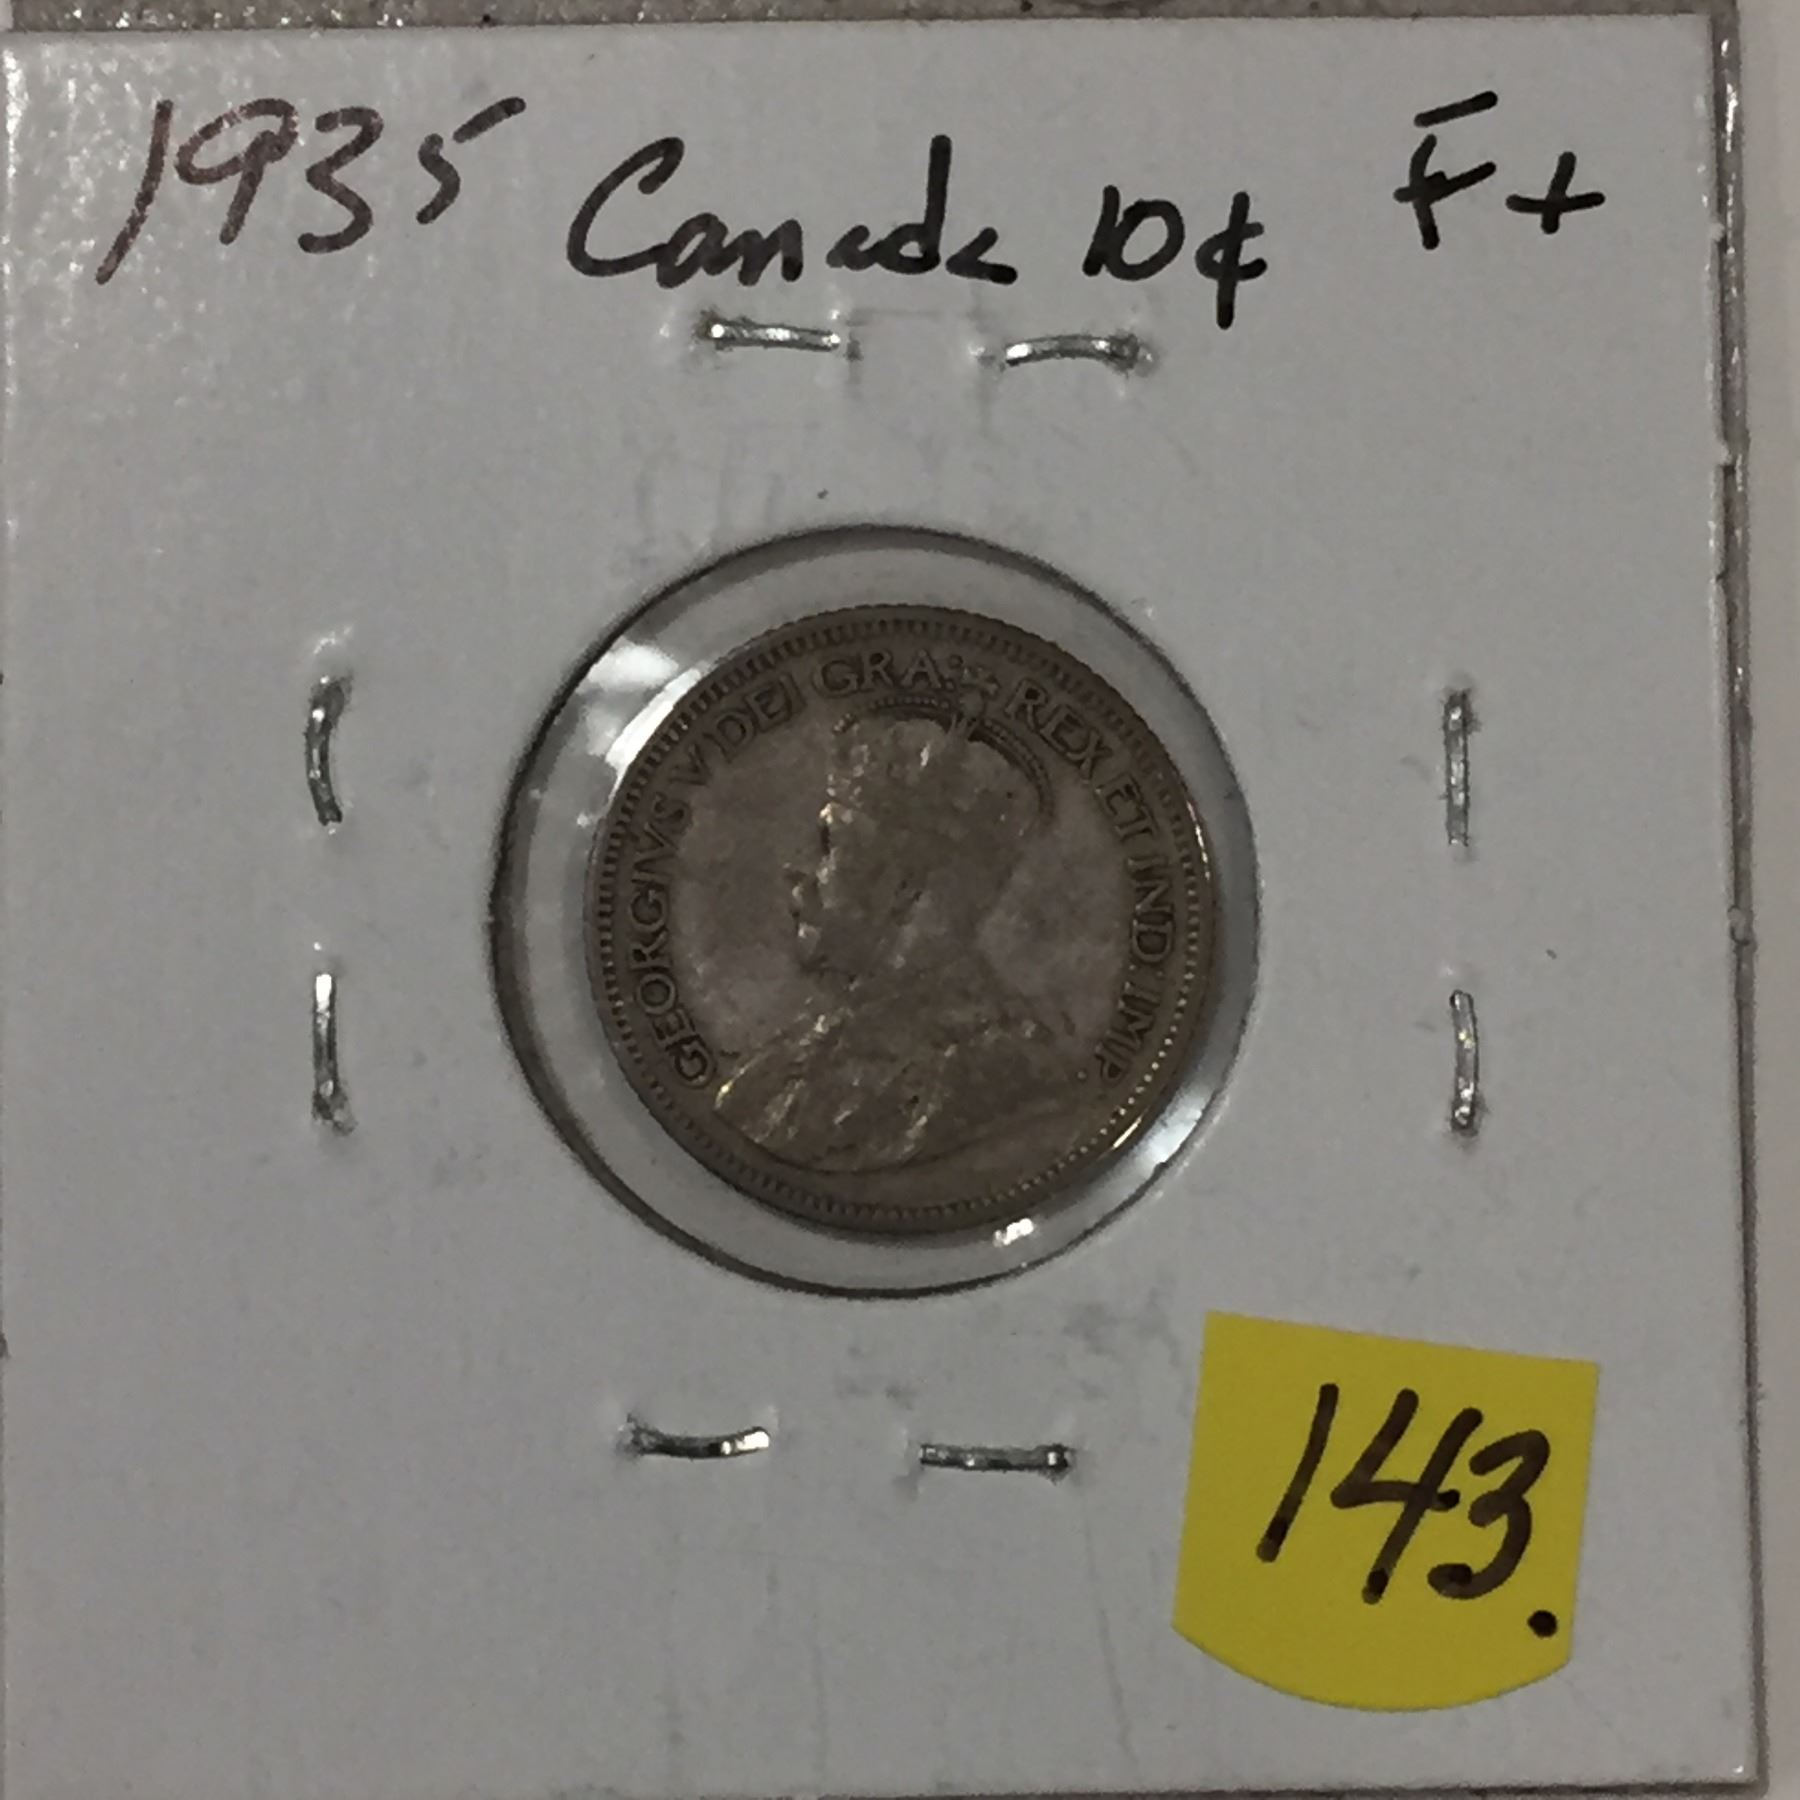 1935 Canada 10¢ F+
GEORGIVS V DEI GRA: REX ET IND: IMP.
143.